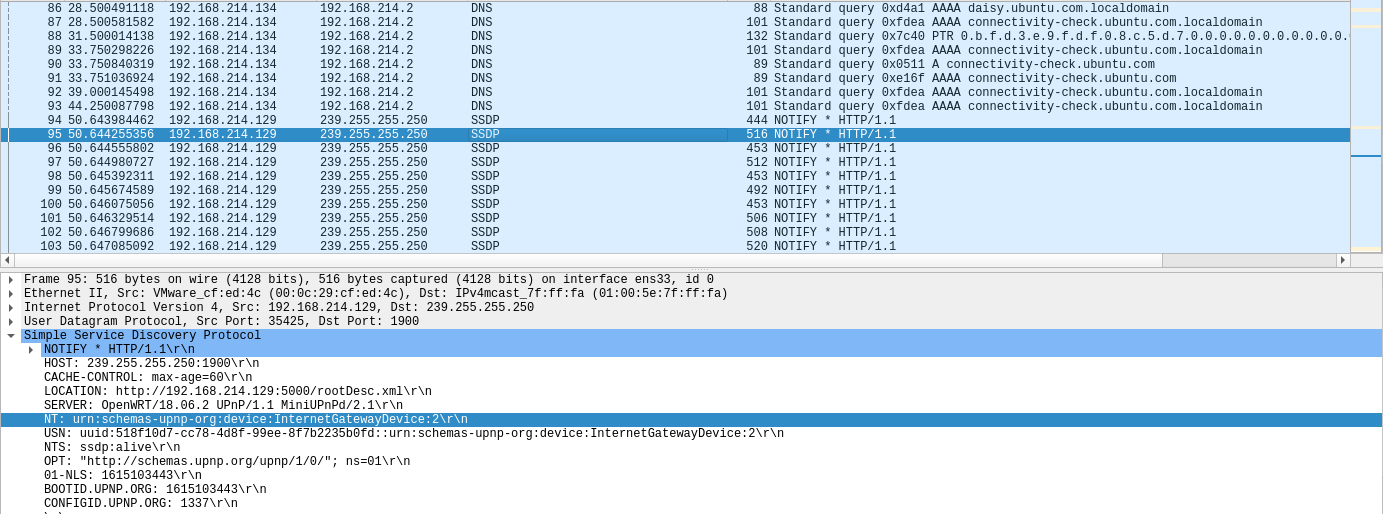 86 28.500491118 192.168.214.134 192.168.214.2 DNS 88 Standard query 0xd4a1 AAAA daisy.ubuntu.com.localdomain
87 28.500581582 192.168.214.134 192.168.214.2 DNS 101 Standard query 0xfdea AAAA connectivity-check.ubuntu.com.localdomain
88 31.500014138 192.168.214.134 192.168.214.2 DNS 132 Standard query 0x7c40 PTR 0.b.f.d.3.e.9.f.d.f.0.8.c.5.d.7.0.0.0.0.0.0.0.0.0.0.0.
89 33.750298226 192.168.214.134 192.168.214.2 DNS 101 Standard query 0xfdea AAAA connectivity-check.ubuntu.com.localdomain
90 33.750840319 192.168.214.134 192.168.214.2 DNS 89 Standard query 0x0511 A connectivity-check.ubuntu.com
91 33.751036924 192.168.214.134 192.168.214.2 DNS 89 Standard query 0xe16f AAAA connectivity-check.ubuntu.com
92 39.000145498 192.168.214.134 192.168.214.2 DNS 101 Standard query 0xfdea AAAA connectivity-check.ubuntu.com.localdomain
93 44.250087798 192.168.214.134 192.168.214.2 DNS 101 Standard query 0xfdea AAAA connectivity-check.ubuntu.com.localdomain
94 50.643984462 192.168.214.129 239.255.255.250 SSDP 444 NOTIFY * HTTP/1.1
95 50.644255356 192.168.214.129 239.255.255.250 SSDP 516 NOTIFY * HTTP/1.1
96 50.644555802 192.168.214.129 239.255.255.250 SSDP 453 NOTIFY * HTTP/1.1
97 50.644980727 192.168.214.129 239.255.255.250 SSDP 512 NOTIFY * HTTP/1.1
98 50.645392311 192.168.214.129 239.255.255.250 SSDP 453 NOTIFY * HTTP/1.1
99 50.645674589 192.168.214.129 239.255.255.250 SSDP 492 NOTIFY * HTTP/1.1
100 50.646075056 192.168.214.129 239.255.255.250 SSDP 453 NOTIFY * HTTP/1.1
101 50.646329514 192.168.214.129 239.255.255.250 SSDP 506 NOTIFY * HTTP/1.1
102 50.646799686 192.168.214.129 239.255.255.250 SSDP 508 NOTIFY * HTTP/1.1
103 50.647085092 192.168.214.129 239.255.255.250 SSDP 520 NOTIFY * HTTP/1.1
Frame 95: 516 bytes on wire (4128 bits), 516 bytes captured (4128 bits) on interface ens33, id 0
Ethernet II, Src: VMware_cf:ed:4c (00:0c:29:cf:ed:4c), Dst: IPv4mcast_7f:ff:fa (01:00:5e:7f:ff:fa)
Internet Protocol Version 4, Src: 192.168.214.129, Dst: 239.255.255.250
User Datagram Protocol, Src Port: 35425, Dst Port: 1900
Simple Service Discovery Protocol
NOTIFY * HTTP/1.1\r\n
HOST: 239.255.255.250:1900\r\n
CACHE-CONTROL: max-age=60\r\n
LOCATION: http://192.168.214.129:5000/rootDesc.xml\r\n
SERVER: OpenWRT/18.06.2 UPnP/1.1 MiniUPnPd/2.1\r\n
NT: urn:schemas-upnp-org:device:InternetGatewayDevice:2\r\n
USN: uuid:518f10d7-cc78-4d8f-99ee-8f7b2235b0fd::urn:schemas-upnp-org:device:InternetGatewayDevice:2\r\n
NTS: ssdp:alive\r\n
OPT: "http://schemas.upnp.org/upnp/1/0/"; ns=01\r\n
01-NLS: 1615103443\r\n
BOOTID.UPNP.ORG: 1615103443\r\n
CONFIGID.UPNP.ORG: 1337\r\n